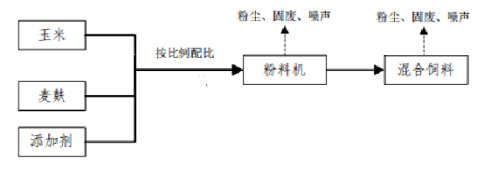 粉尘、固废、噪声
粉尘、固废、噪声
玉米
按比例配比
粉料机
混合饲料
麦麸
添加剂